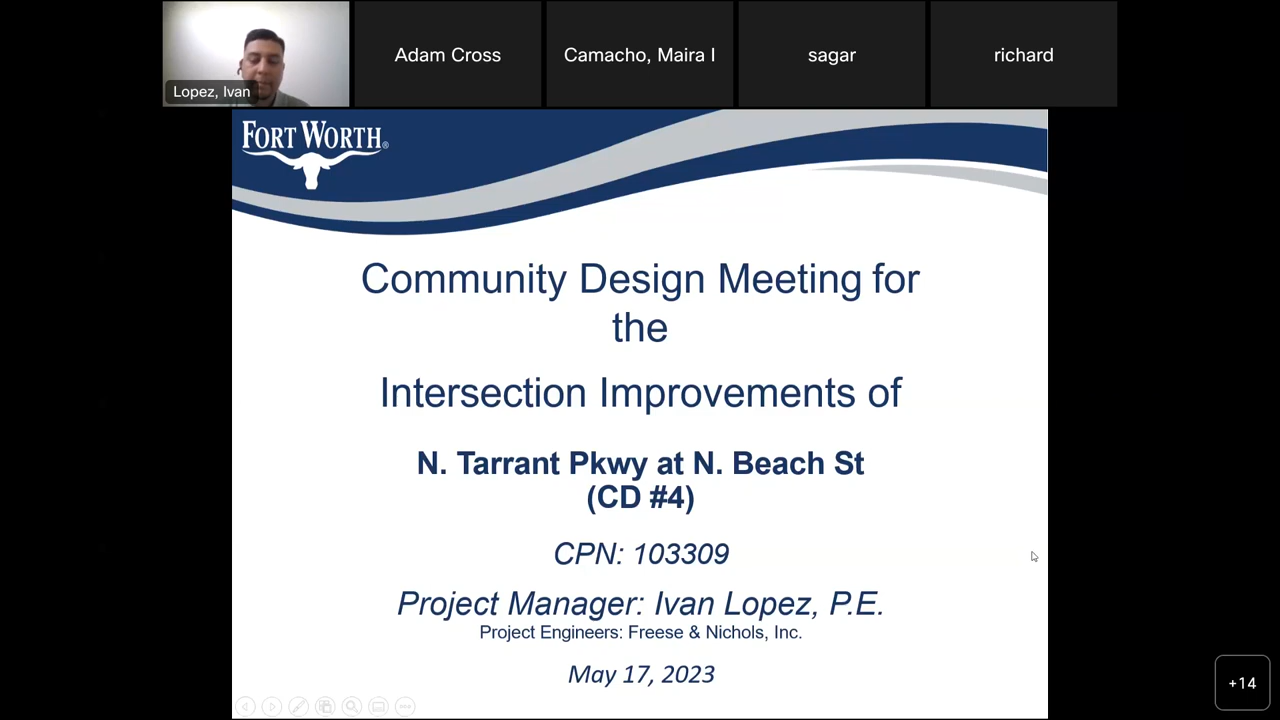 Lopez, Ivan
Adam Cross
Camacho, Maira I
sagar
richard
FORT WORTH®
Community Design Meeting for
the
Intersection Improvements of
N. Tarrant Pkwy at N. Beach St
(CD #4)
CPN: 103309
Project Manager: Ivan Lopez, P.E.
Project Engineers: Freese & Nichols, Inc.
May 17, 2023
+14